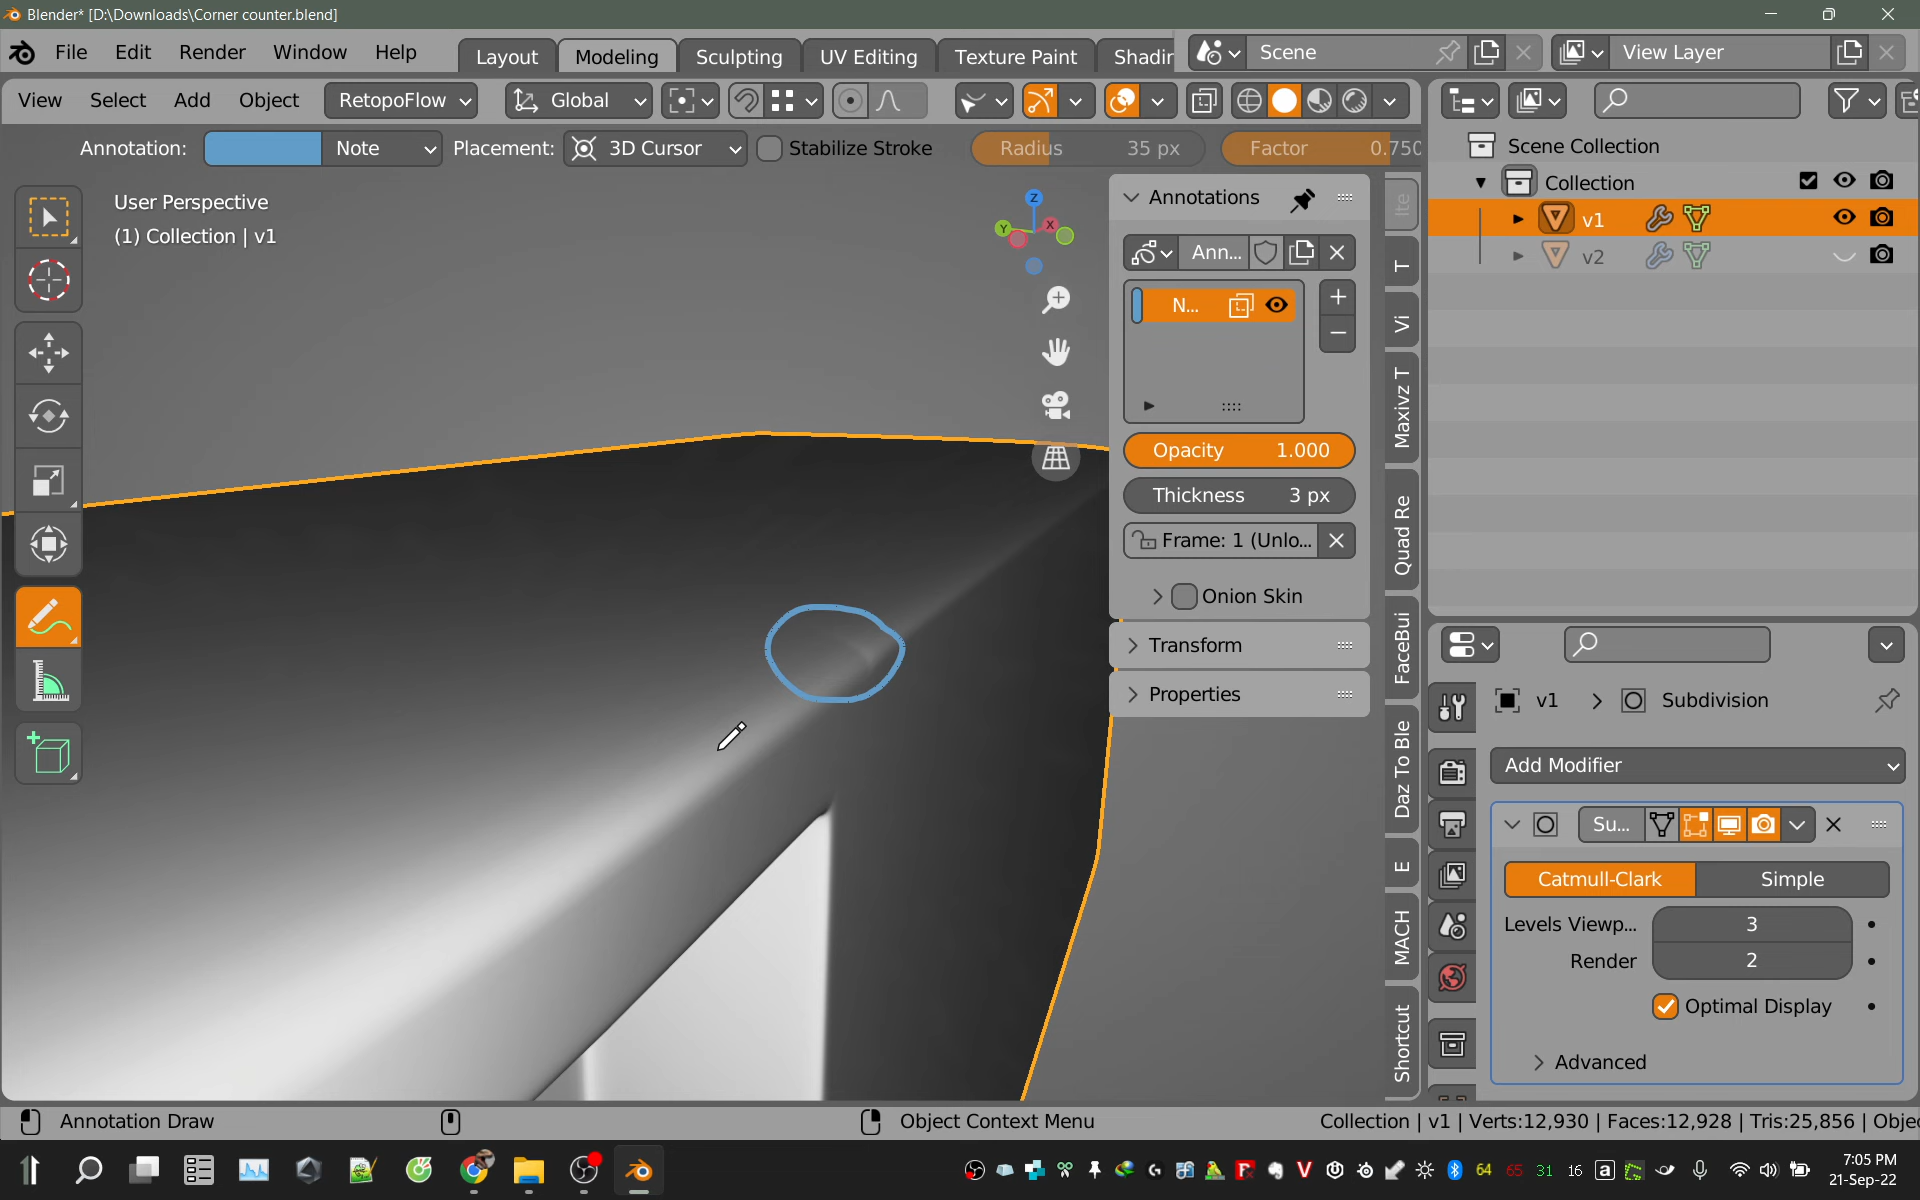 Blender* [D:\Downloads\Corner counter.blend]
File Edit Render Window Help
Layout Modeling Sculpting UV Editing Texture Paint Shadir
Scene
View Layer
View Select Add Object RetopoFlow Global
Annotation: Note Placement: 3D Cursor Stabilize Stroke Radius 35 px Factor 0.750
User Perspective
(1) Collection | v1
Z
Y
X
Annotations
Ann...
N...
Opacity 1.000
Thickness 3 px
Frame: 1 (Unlo...
Onion Skin
Transform
Properties
Ite
T
Vi
Maxivz T
Quad Re
FaceBui
Daz To Ble
E
MACH
Shortcut
Scene Collection
Collection
v1
v2
v1 Subdivision
Add Modifier
Su...
Catmull-Clark Simple
Levels Viewp... 3
Render 2
Optimal Display
Advanced
Annotation Draw
Object Context Menu
Collection | v1 | Verts:12,930 | Faces:12,928 | Tris:25,856 | Obje
64 65 31 16
7:05 PM
21-Sep-22